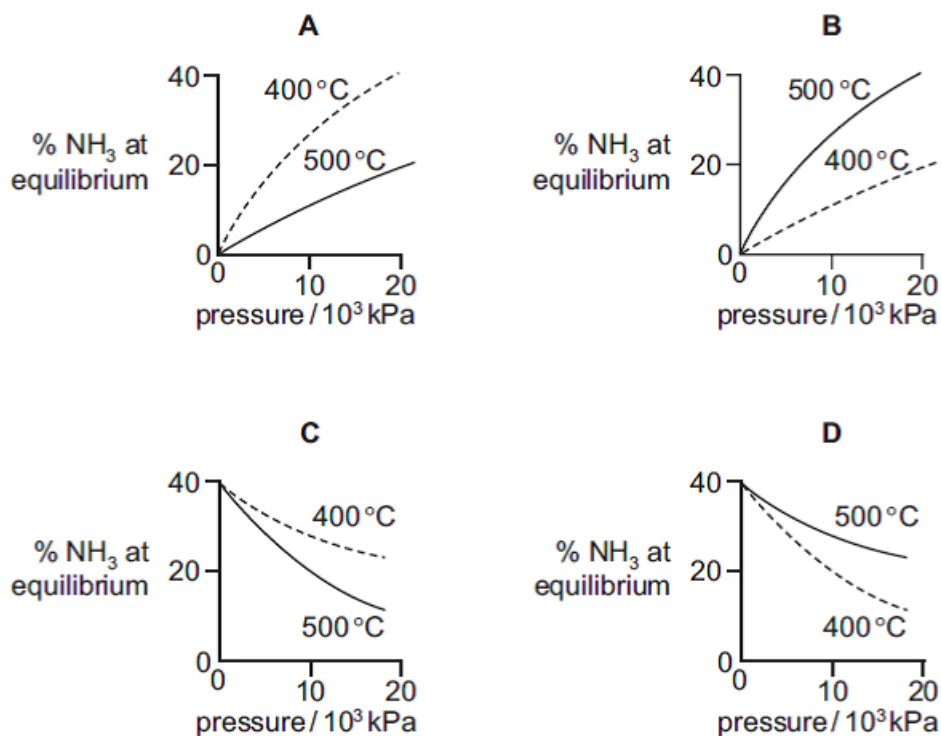 A
40
20
0
% NH₃ at
equilibrium
400 °C
500 °C
0
10
20
pressure / 10³ kPa
B
40
20
0
% NH₃ at
equilibrium
500 °C
400 °C
0
10
20
pressure / 10³ kPa
C
40
20
0
% NH₃ at
equilibrium
400 °C
500 °C
0
10
20
pressure / 10³ kPa
D
40
20
0
% NH₃ at
equilibrium
500 °C
400 °C
0
10
20
pressure / 10³ kPa